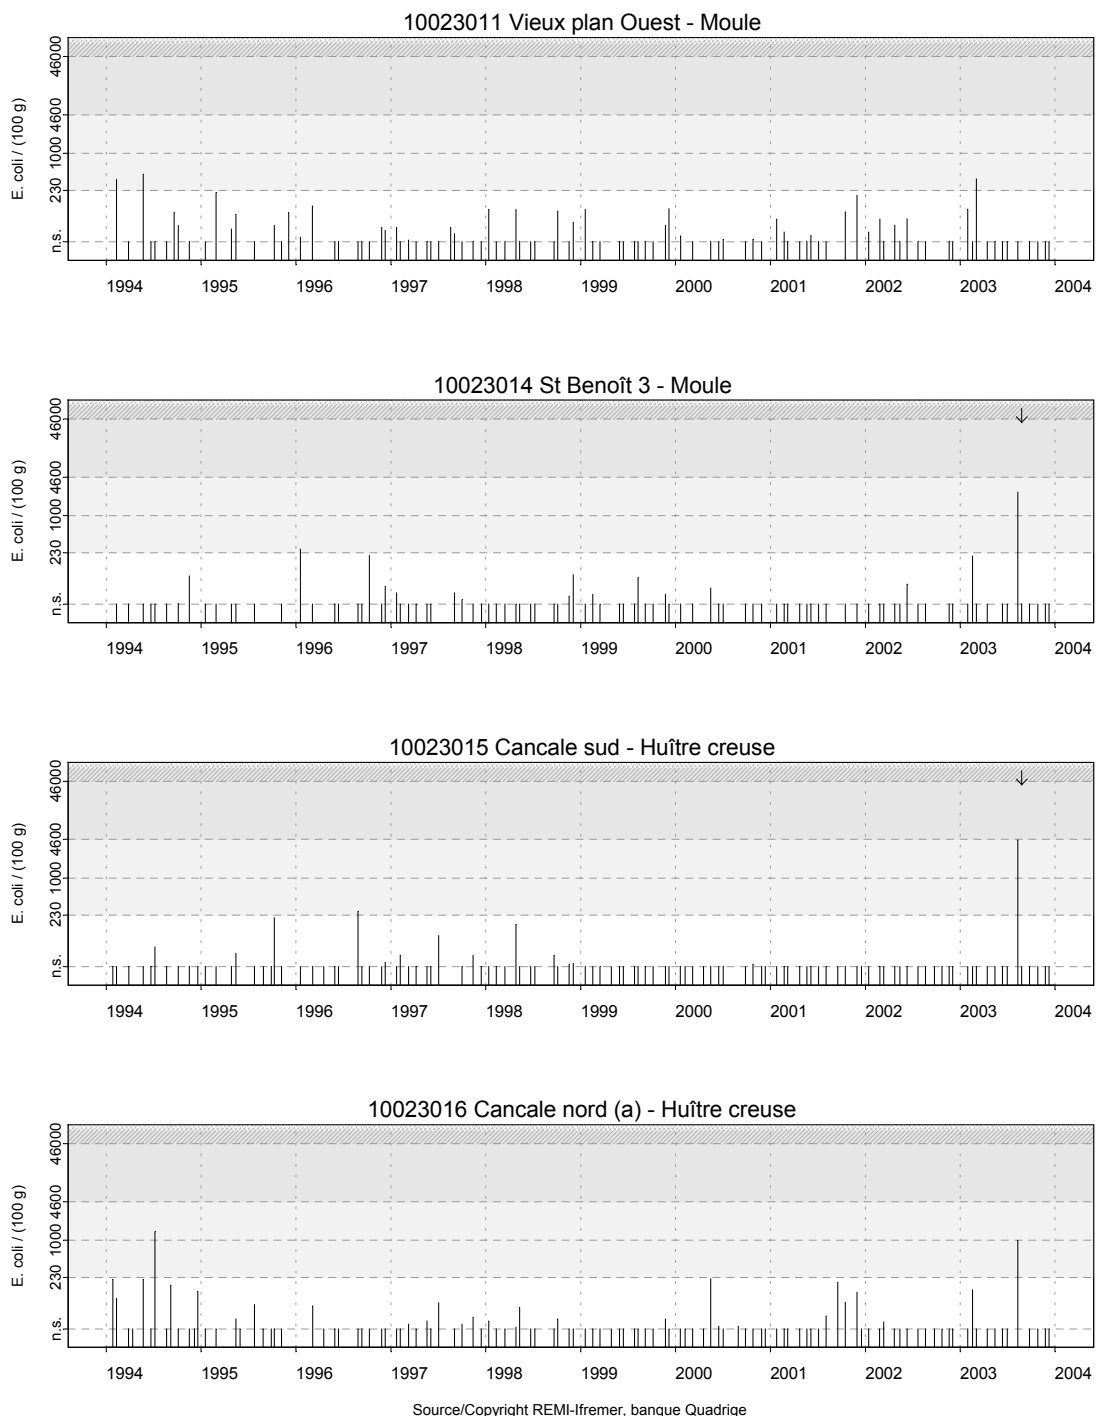 10023011 Vieux plan Ouest - Moule
E. coli / (100 g)
n.s. 230 1000 4600 46000
1994 1995 1996 1997 1998 1999 2000 2001 2002 2003 2004
10023014 St Benoît 3 - Moule
E. coli / (100 g)
n.s. 230 1000 4600 46000
1994 1995 1996 1997 1998 1999 2000 2001 2002 2003 2004
10023015 Cancale sud - Huître creuse
E. coli / (100 g)
n.s. 230 1000 4600 46000
1994 1995 1996 1997 1998 1999 2000 2001 2002 2003 2004
10023016 Cancale nord (a) - Huître creuse
E. coli / (100 g)
n.s. 230 1000 4600 46000
1994 1995 1996 1997 1998 1999 2000 2001 2002 2003 2004
Source/Copyright REMI-Ifremer, banque Quadrige